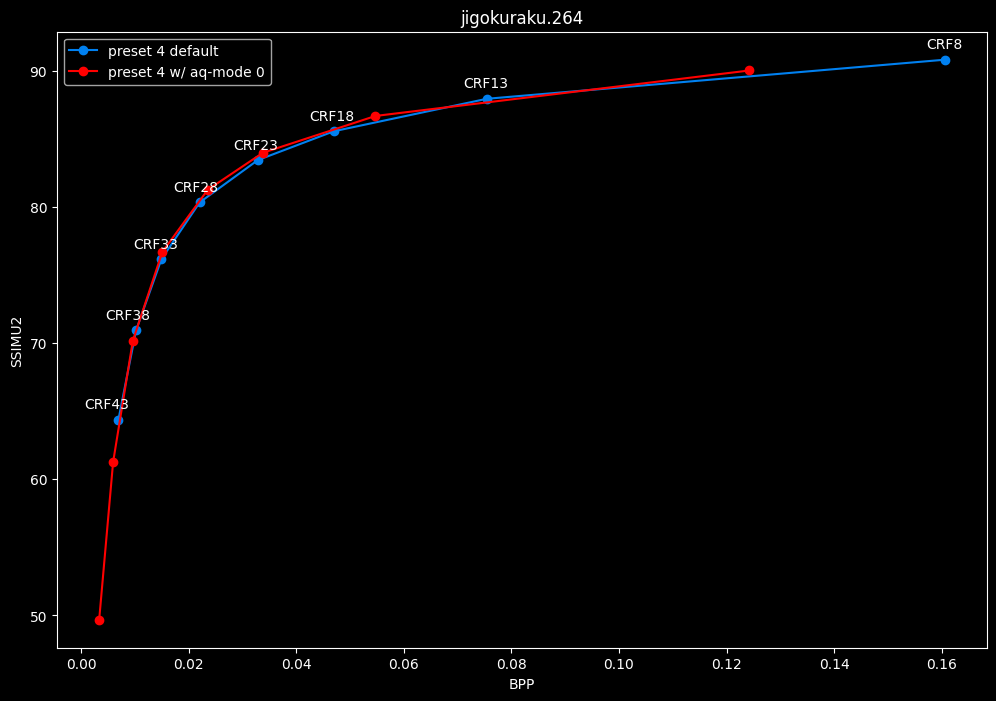 jigokuraku.264
preset 4 default
preset 4 w/ aq-mode 0
CRF8
CRF13
CRF18
CRF23
CRF28
CRF33
CRF38
CRF43
90
80
70
60
50
SSIMU2
0.00 0.02 0.04 0.06 0.08 0.10 0.12 0.14 0.16
BPP